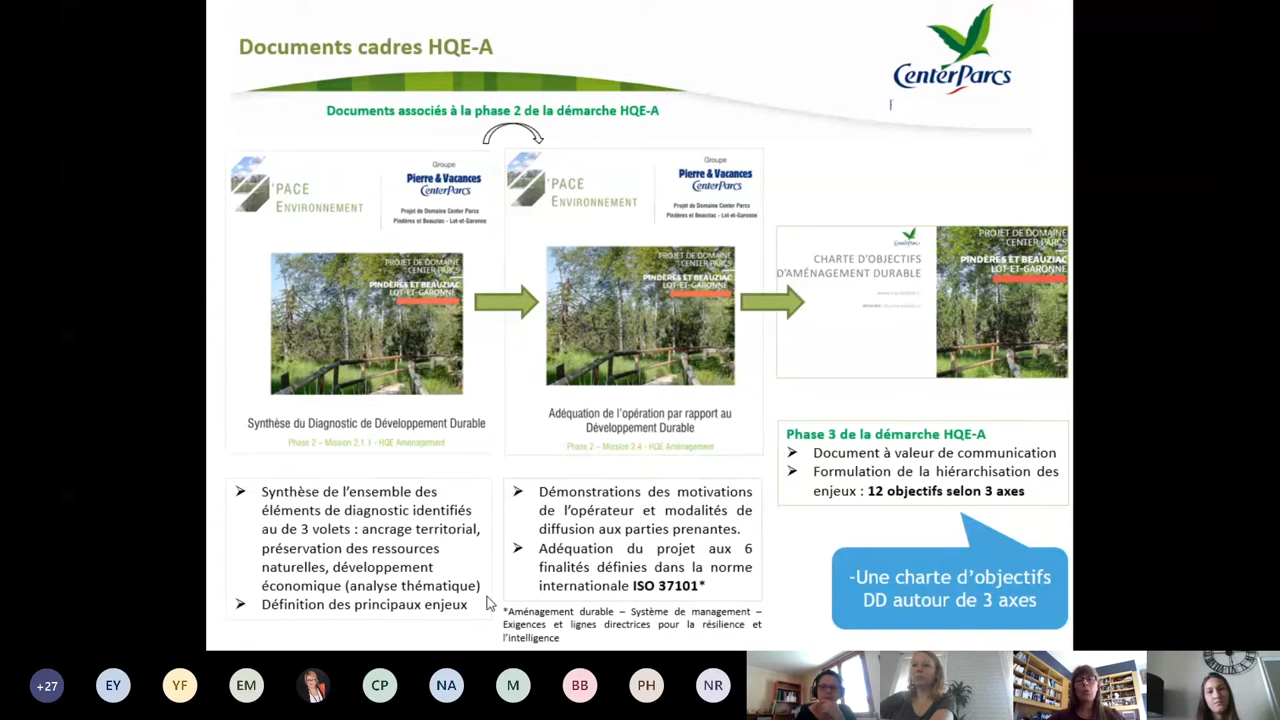 Documents cadres HQE-A
CenterParcs
Documents associés à la phase 2 de la démarche HQE-A
'PACE
ENVIRONNEMENT
Groupe
Pierre & Vacances
CenterParcs
Projet de Domaine Center Parcs
Pindères et Beauziac - Lot-et-Garonne
PROJET DE DOMAINE
CENTER PARCS
PINDÈRES ET BEAUZIAC
LOT-ET-GARONNE
Synthèse du Diagnostic de Développement Durable
Phase 2 – Mission 2.1 I - HQE Aménagement
'PACE
ENVIRONNEMENT
Groupe
Pierre & Vacances
CenterParcs
Projet de Domaine Center Parcs
Pindères et Beauziac - Lot-et-Garonne
PROJET DE DOMAINE
CENTER PARCS
PINDÈRES ET BEAUZIAC
LOT-ET-GARONNE
Adéquation de l'opération par rapport au
Développement Durable
Phase 2 – Mission 2.4 - HQE Aménagement
CenterParcs
CHARTE D'OBJECTIFS
D'AMÉNAGEMENT DURABLE
PROJET DE DOMAINE
CENTER PARCS
PINDÈRES ET BEAUZIAC
LOT-ET-GARONNE
Synthèse de l'ensemble des
éléments de diagnostic identifiés
au de 3 volets : ancrage territorial,
préservation des ressources
naturelles, développement
économique (analyse thématique)
Définition des principaux enjeux
Démonstrations des motivations
de l'opérateur et modalités de
diffusion aux parties prenantes.
Adéquation du projet aux 6
finalités définies dans la norme
internationale ISO 37101*
*Aménagement durable – Système de management –
Exigences et lignes directrices pour la résilience et
l'intelligence
Phase 3 de la démarche HQE-A
Document à valeur de communication
Formulation de la hiérarchisation des
enjeux : 12 objectifs selon 3 axes
-Une charte d'objectifs
DD autour de 3 axes
+27
EY
YF
EM
CP
NA
M
BB
PH
NR